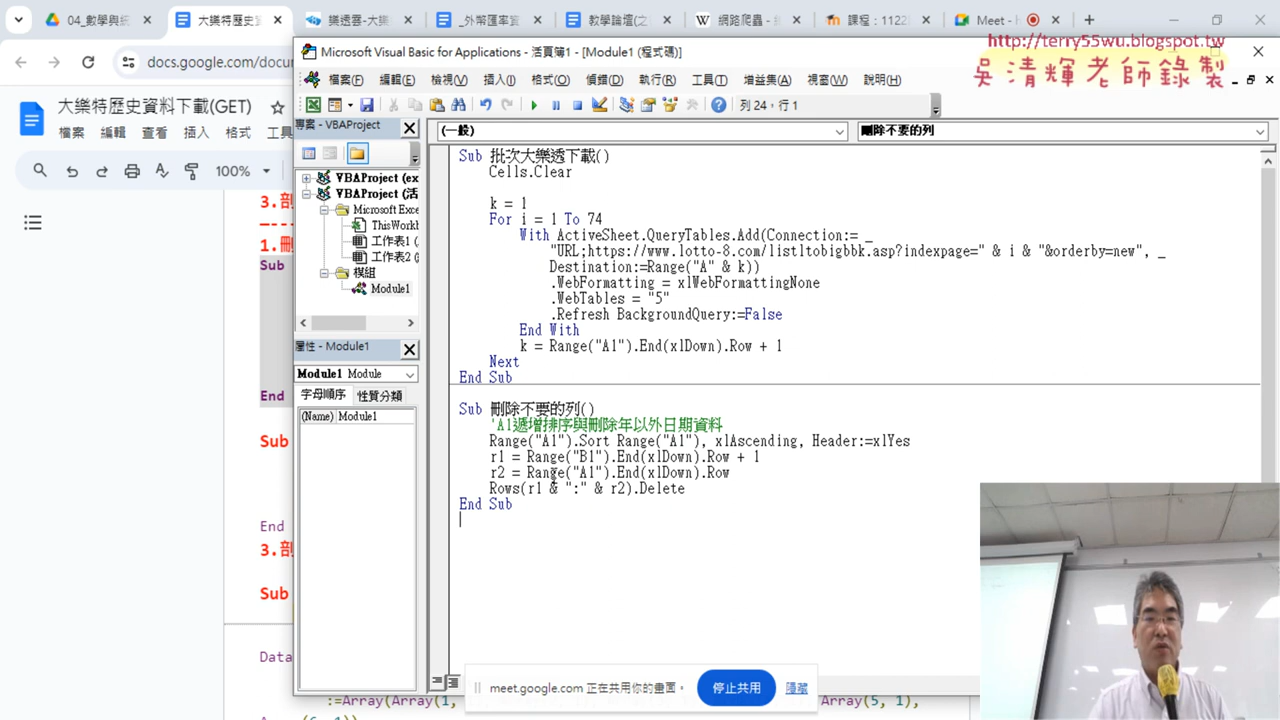 04_數學與統
大樂特歷史資
樂透雲-大
_外幣匯率資
教學論壇(之
網路爬蟲 -
課程：1122
Meet -
docs.google.com/docu
http://terry55wu.blogspot.tw
吳清輝老師錄製
大樂特歷史資料下載(GET)
檔案 編輯 查看 插入 格式 工具
100%
3.剖
1.刪
Sub
End
Sub
End
3.剖
Sub
Data
:=Array(Array(1,
Array(5, 1),
Microsoft Visual Basic for Applications - 活頁簿1 - [Module1 (程式碼)]
檔案(F) 編輯(E) 檢視(V) 插入(I) 格式(O) 偵錯(D) 執行(R) 工具(T) 增益集(A) 視窗(W) 說明(H)
列 24，行 1
專案 - VBAProject
VBAProject (ex
VBAProject (活
Microsoft Exce
ThisWorkb
工作表1 (
工作表2 (
模組
Module1
屬性 - Module1
Module1 Module
字母順序 性質分類
(Name) Module1
(一般)
刪除不要的列
Sub 批次大樂透下載()
Cells.Clear
k = 1
For i = 1 To 74
With ActiveSheet.QueryTables.Add(Connection:= _
"URL;https://www.lotto-8.com/listltobigbbk.asp?indexpage=" & i & "&orderby=new", _
Destination:=Range("A" & k))
.WebFormatting = xlWebFormattingNone
.WebTables = "5"
.Refresh BackgroundQuery:=False
End With
k = Range("A1").End(xlDown).Row + 1
Next
End Sub
Sub 刪除不要的列()
'A1遞增排序與刪除年以外日期資料
Range("A1").Sort Range("A1"), xlAscending, Header:=xlYes
r1 = Range("B1").End(xlDown).Row + 1
r2 = Range("A1").End(xlDown).Row
Rows(r1 & ":" & r2).Delete
End Sub
meet.google.com 正在共用你的畫面。
停止共用
隱藏